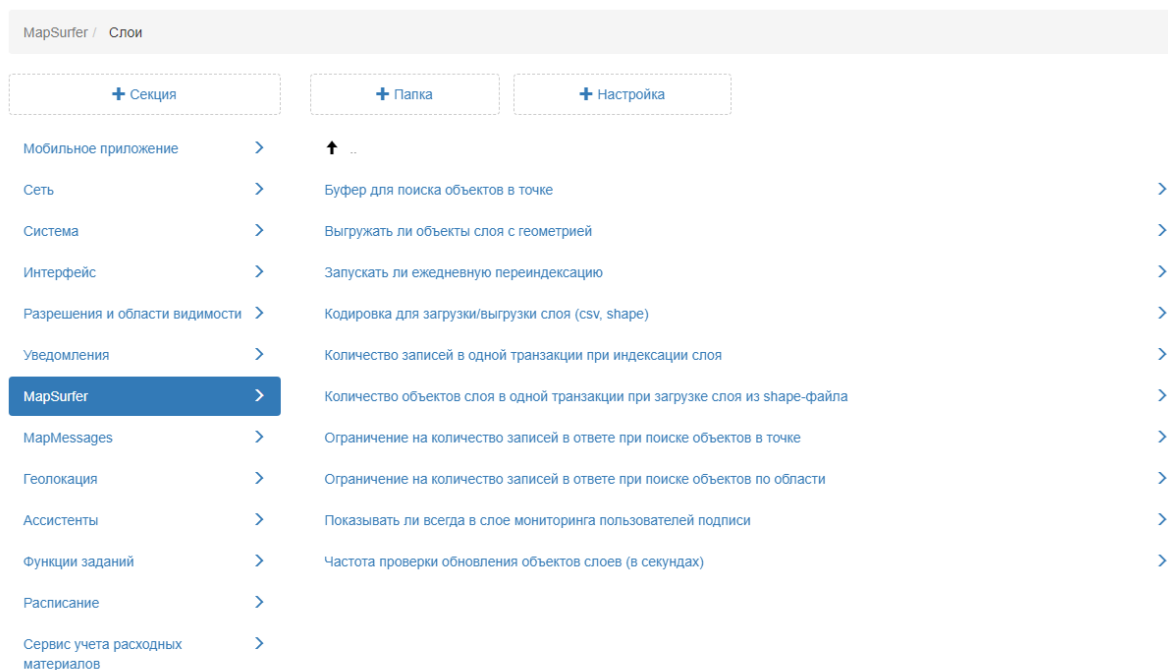 MapSurfer / Слои
+ Секция
+ Папка
+ Настройка
Мобильное приложение
Сеть
Система
Интерфейс
Разрешения и области видимости
Уведомления
MapSurfer
MapMessages
Геолокация
Ассистенты
Функции заданий
Расписание
Сервис учета расходных
материалов
..
Буфер для поиска объектов в точке
Выгружать ли объекты слоя с геометрией
Запускать ли ежедневную переиндексацию
Кодировка для загрузки/выгрузки слоя (csv, shape)
Количество записей в одной транзакции при индексации слоя
Количество объектов слоя в одной транзакции при загрузке слоя из shape-файла
Ограничение на количество записей в ответе при поиске объектов в точке
Ограничение на количество записей в ответе при поиске объектов по области
Показывать ли всегда в слое мониторинга пользователей подписи
Частота проверки обновления объектов слоев (в секундах)